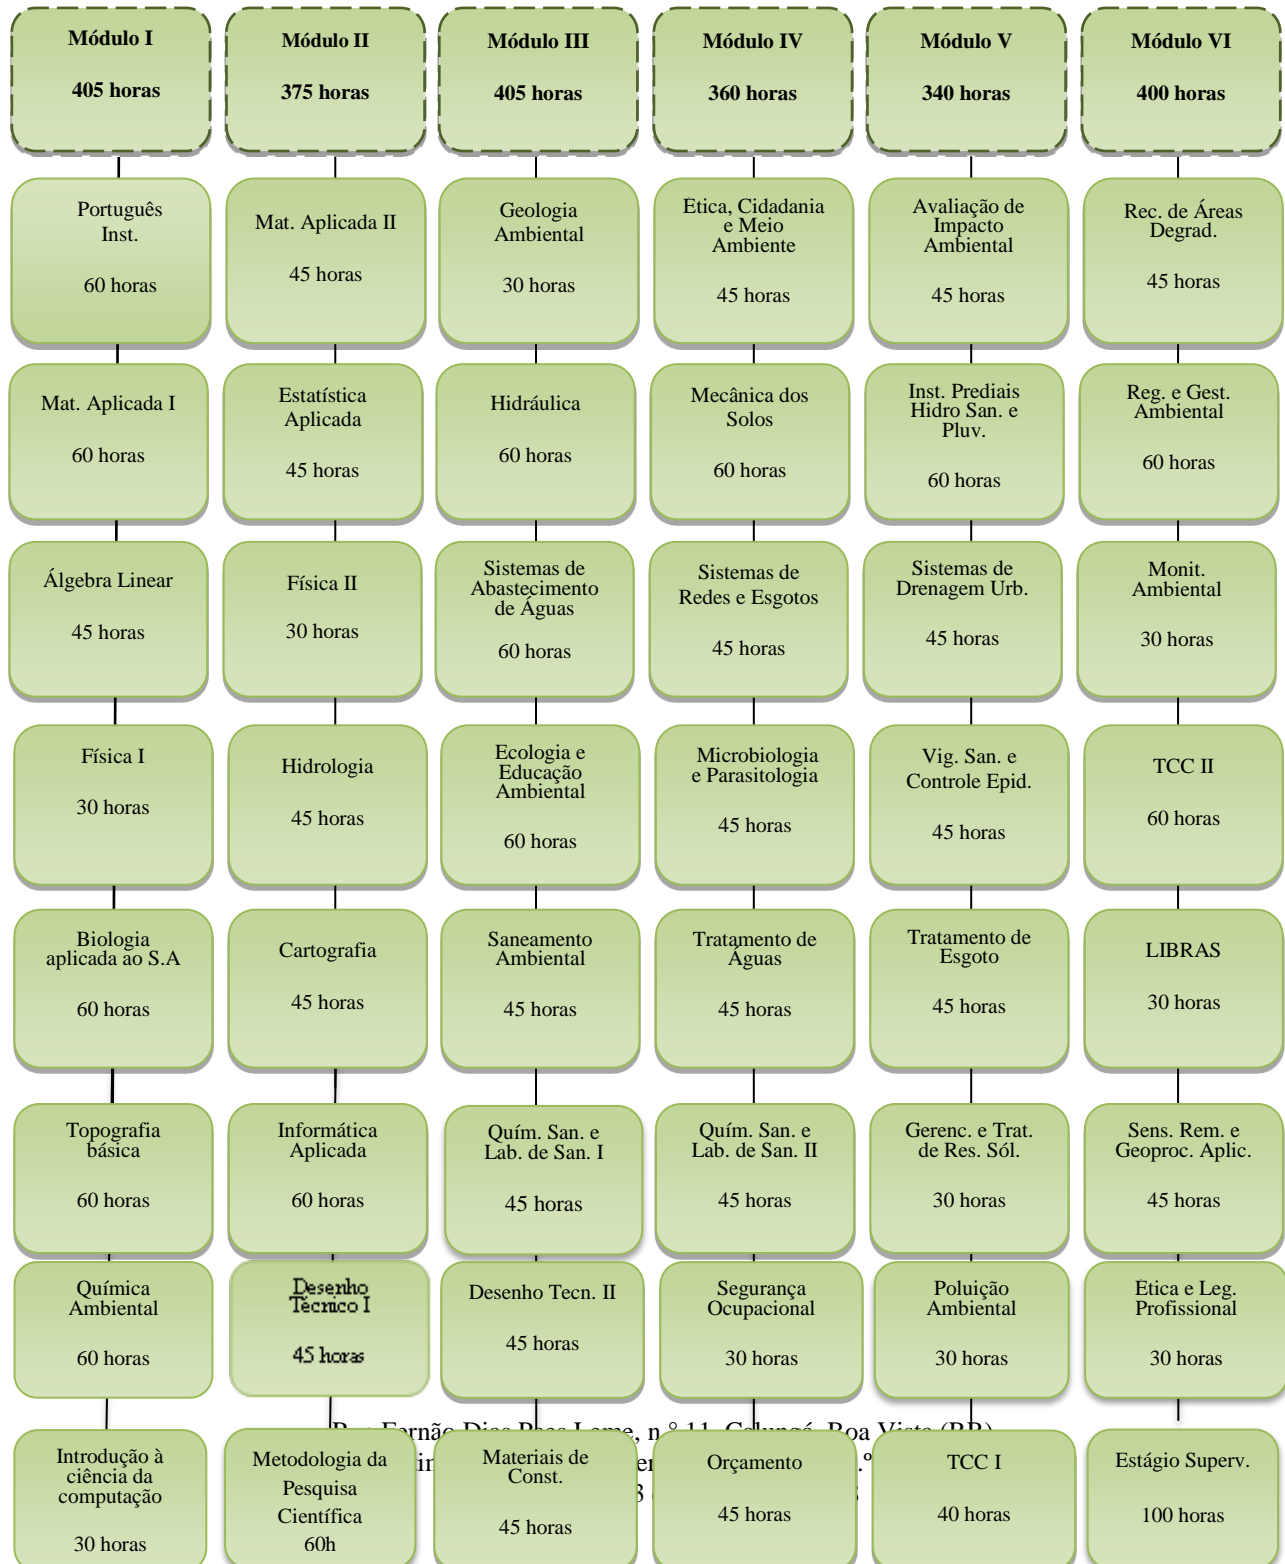 Módulo I
405 horas
Módulo II
375 horas
Módulo III
405 horas
Módulo IV
360 horas
Módulo V
340 horas
Módulo VI
400 horas
Português
Inst.
60 horas
Mat. Aplicada II
45 horas
Geologia
Ambiental
30 horas
Etica, Cidadania
e Meio
Ambiente
45 horas
Avaliação de
Impacto
Ambiental
45 horas
Rec. de Áreas
Degrad.
45 horas
Mat. Aplicada I
60 horas
Estatística
Aplicada
45 horas
Hidráulica
60 horas
Mecânica dos
Solos
60 horas
Inst. Prediais
Hidro San. e
Pluv.
60 horas
Reg. e Gest.
Ambiental
60 horas
Álgebra Linear
45 horas
Física II
30 horas
Sistemas de
Abastecimento
de Águas
60 horas
Sistemas de
Redes e Esgotos
45 horas
Sistemas de
Drenagem Urb.
45 horas
Monit.
Ambiental
30 horas
Física I
30 horas
Hidrologia
45 horas
Ecologia e
Educação
Ambiental
60 horas
Microbiologia
e Parasitologia
45 horas
Vig. San. e
Controle Epid.
45 horas
TCC II
60 horas
Biologia
aplicada ao S.A
60 horas
Cartografia
45 horas
Saneamento
Ambiental
45 horas
Tratamento de
Águas
45 horas
Tratamento de
Esgoto
45 horas
LIBRAS
30 horas
Topografia
básica
60 horas
Informática
Aplicada
60 horas
Quím. San. e
Lab. de San. I
45 horas
Quím. San. e
Lab. de San. II
45 horas
Gerenc. e Trat.
de Res. Sól.
30 horas
Sens. Rem. e
Geoproc. Aplic.
45 horas
Química
Ambiental
60 horas
Desenho
Técnico I
45 horas
Desenho Tecn. II
45 horas
Segurança
Ocupacional
30 horas
Poluição
Ambiental
30 horas
Etica e Leg.
Profissional
30 horas
Introdução à
ciência da
computação
30 horas
Metodologia da
Pesquisa
Científica
60h
Materiais de
Const.
45 horas
Orçamento
45 horas
TCC I
40 horas
Estágio Superv.
100 horas